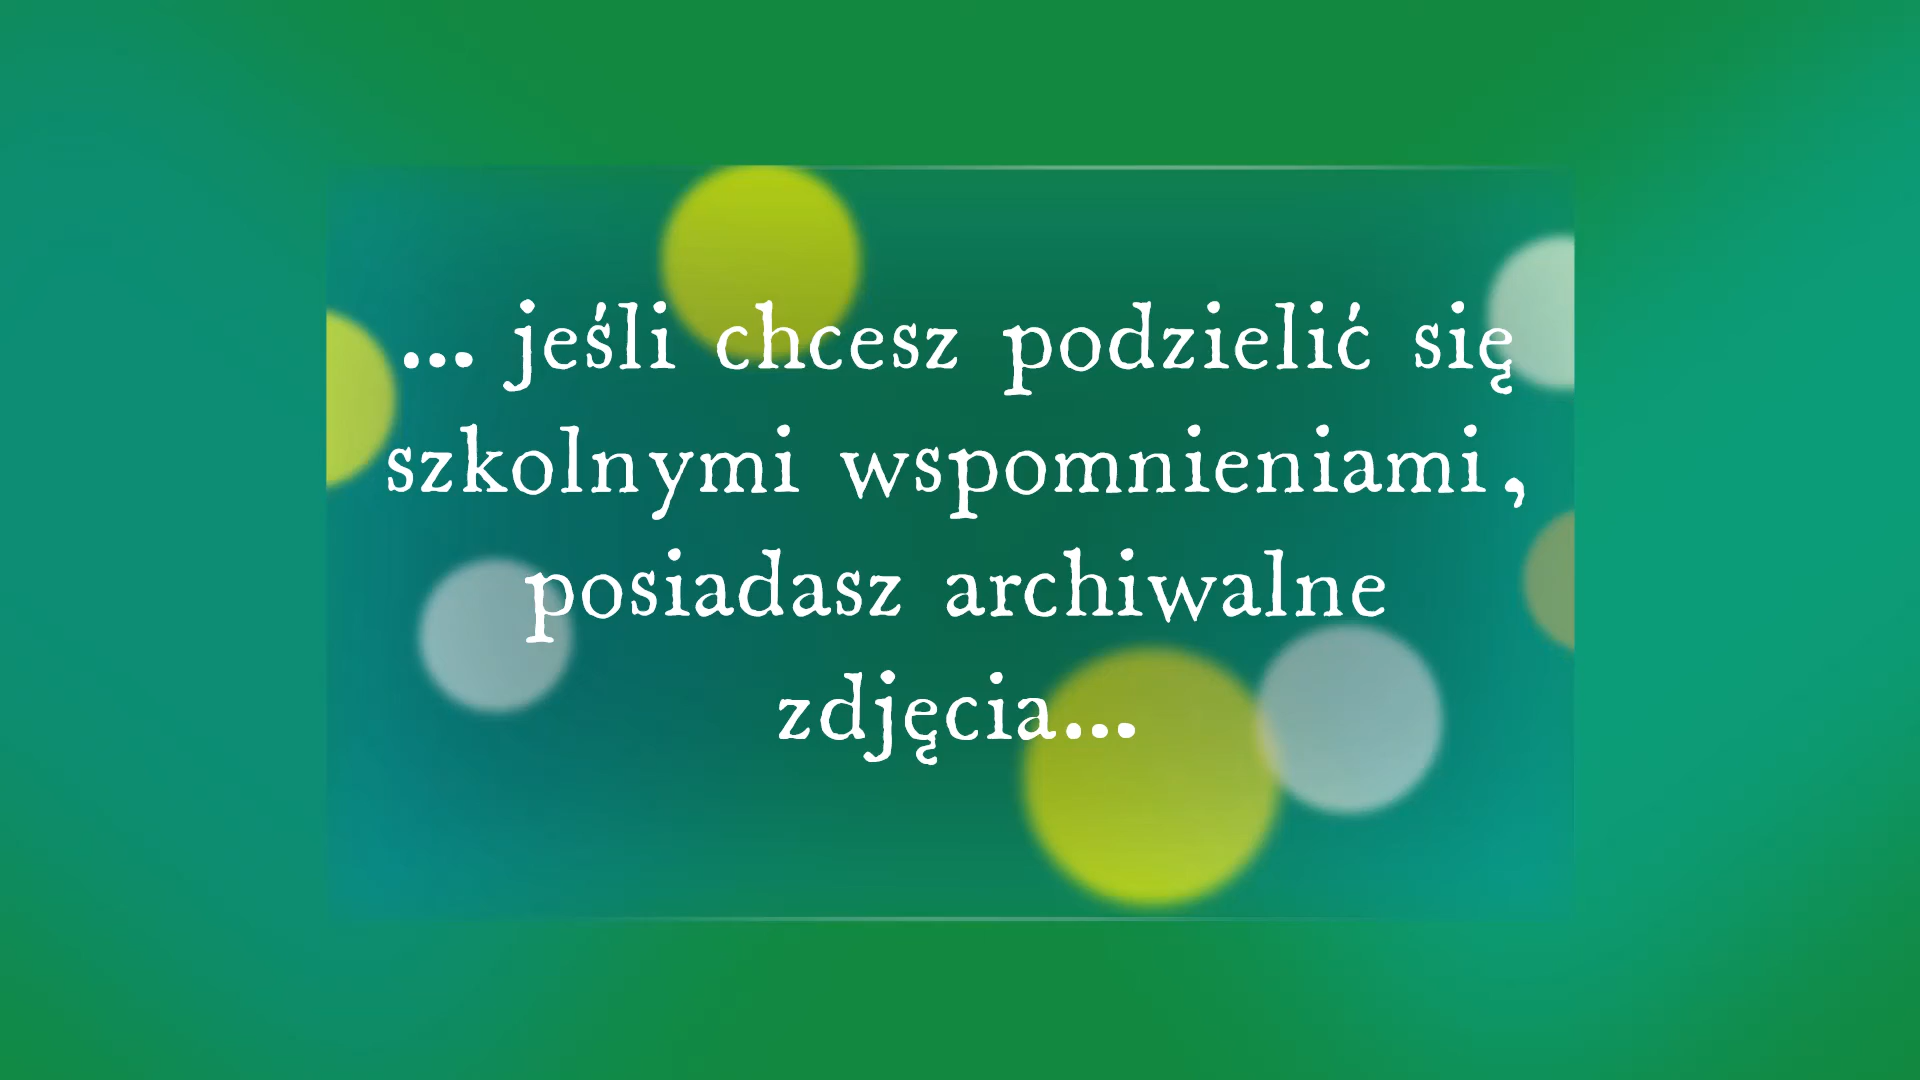 ... jeśli chcesz podzielić się
szkolnymi wspomnieniami,
posiadasz archiwalne
zdjęcia...